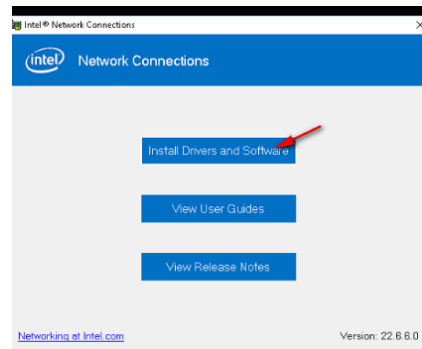 Intel® Network Connections
intel Network Connections
Install Drivers and Software
View User Guides
View Release Notes
Networking at Intel.com Version: 22.6.6.0